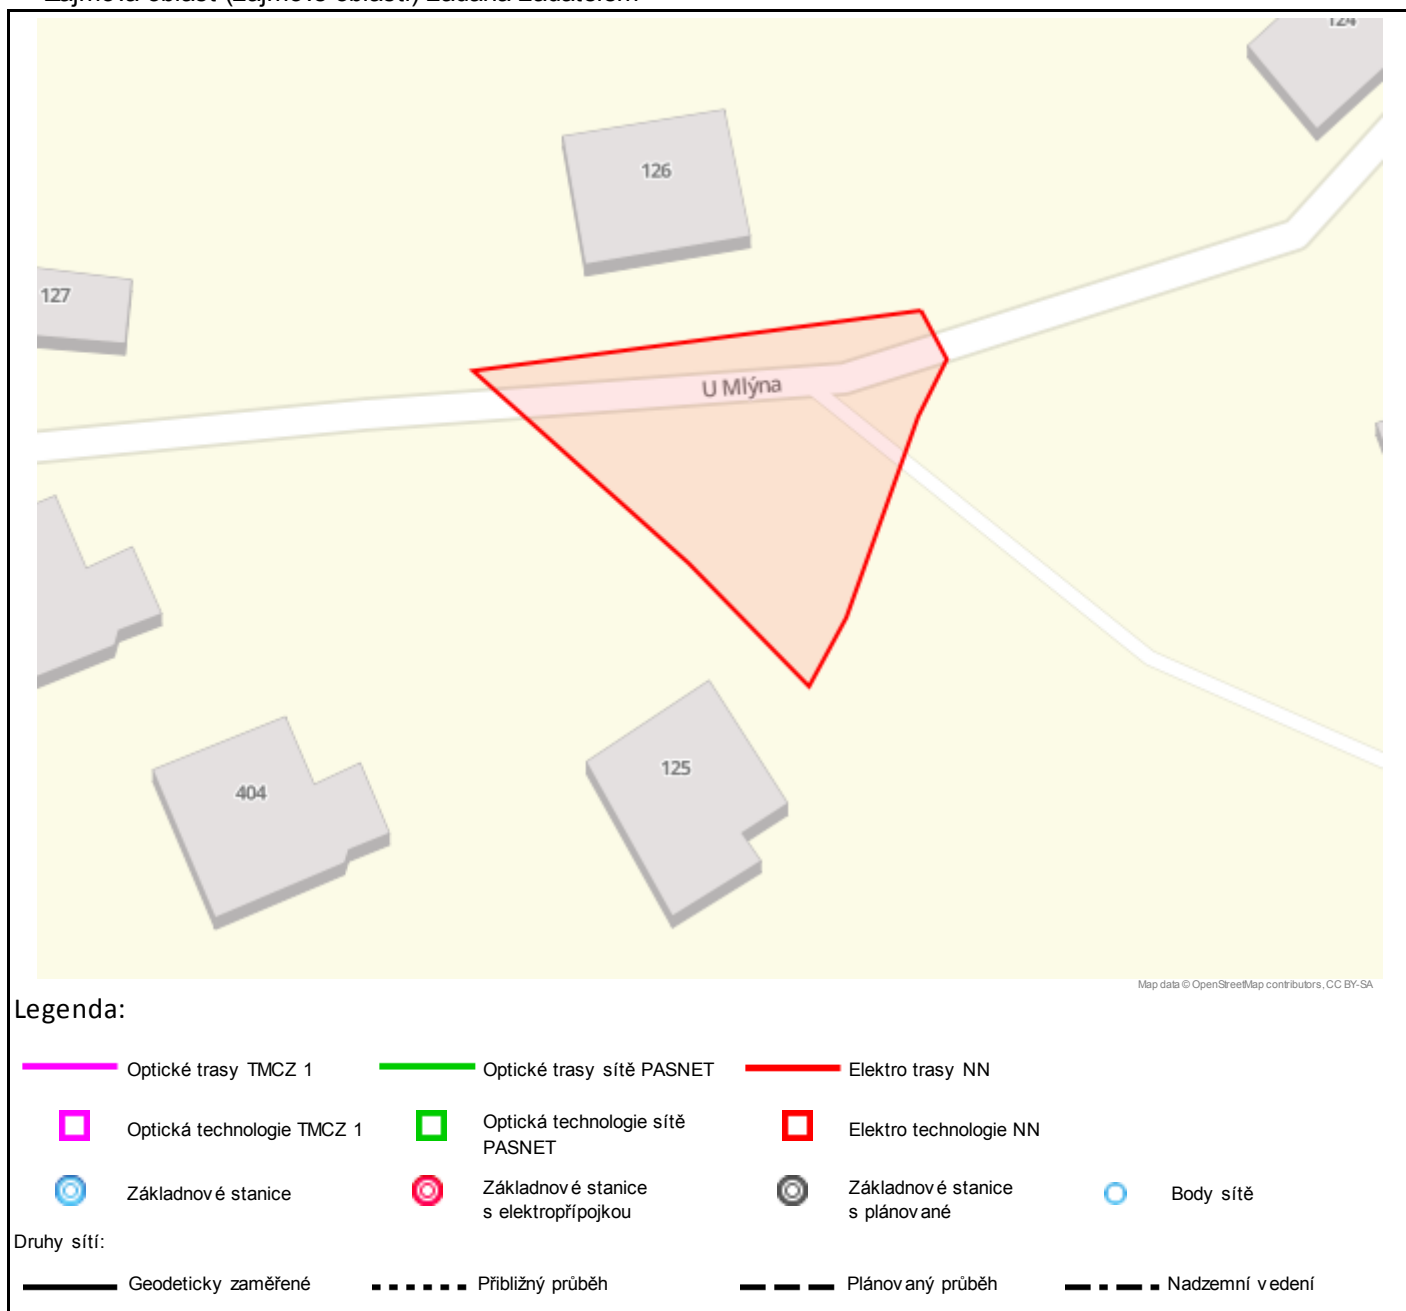 124
126
127
U Mlýna
125
404
Map data © OpenStreetMap contributors, CC BY-SA
Legenda:
Optické trasy TMCZ 1
Optické trasy sítě PASNET
Elektro trasy NN
Optická technologie TMCZ 1
Optická technologie sítě
PASNET
Elektro technologie NN
Základnové stanice
Základnové stanice
s elektropřípojkou
Základnové stanice
s plánované
Body sítě
Druhy sítí:
Geodeticky zaměřené
Přibližný průběh
Plánovaný průběh
Nadzemní vedení